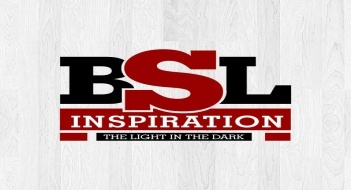 BSL
INSPIRATION
THE LIGHT IN THE DARK